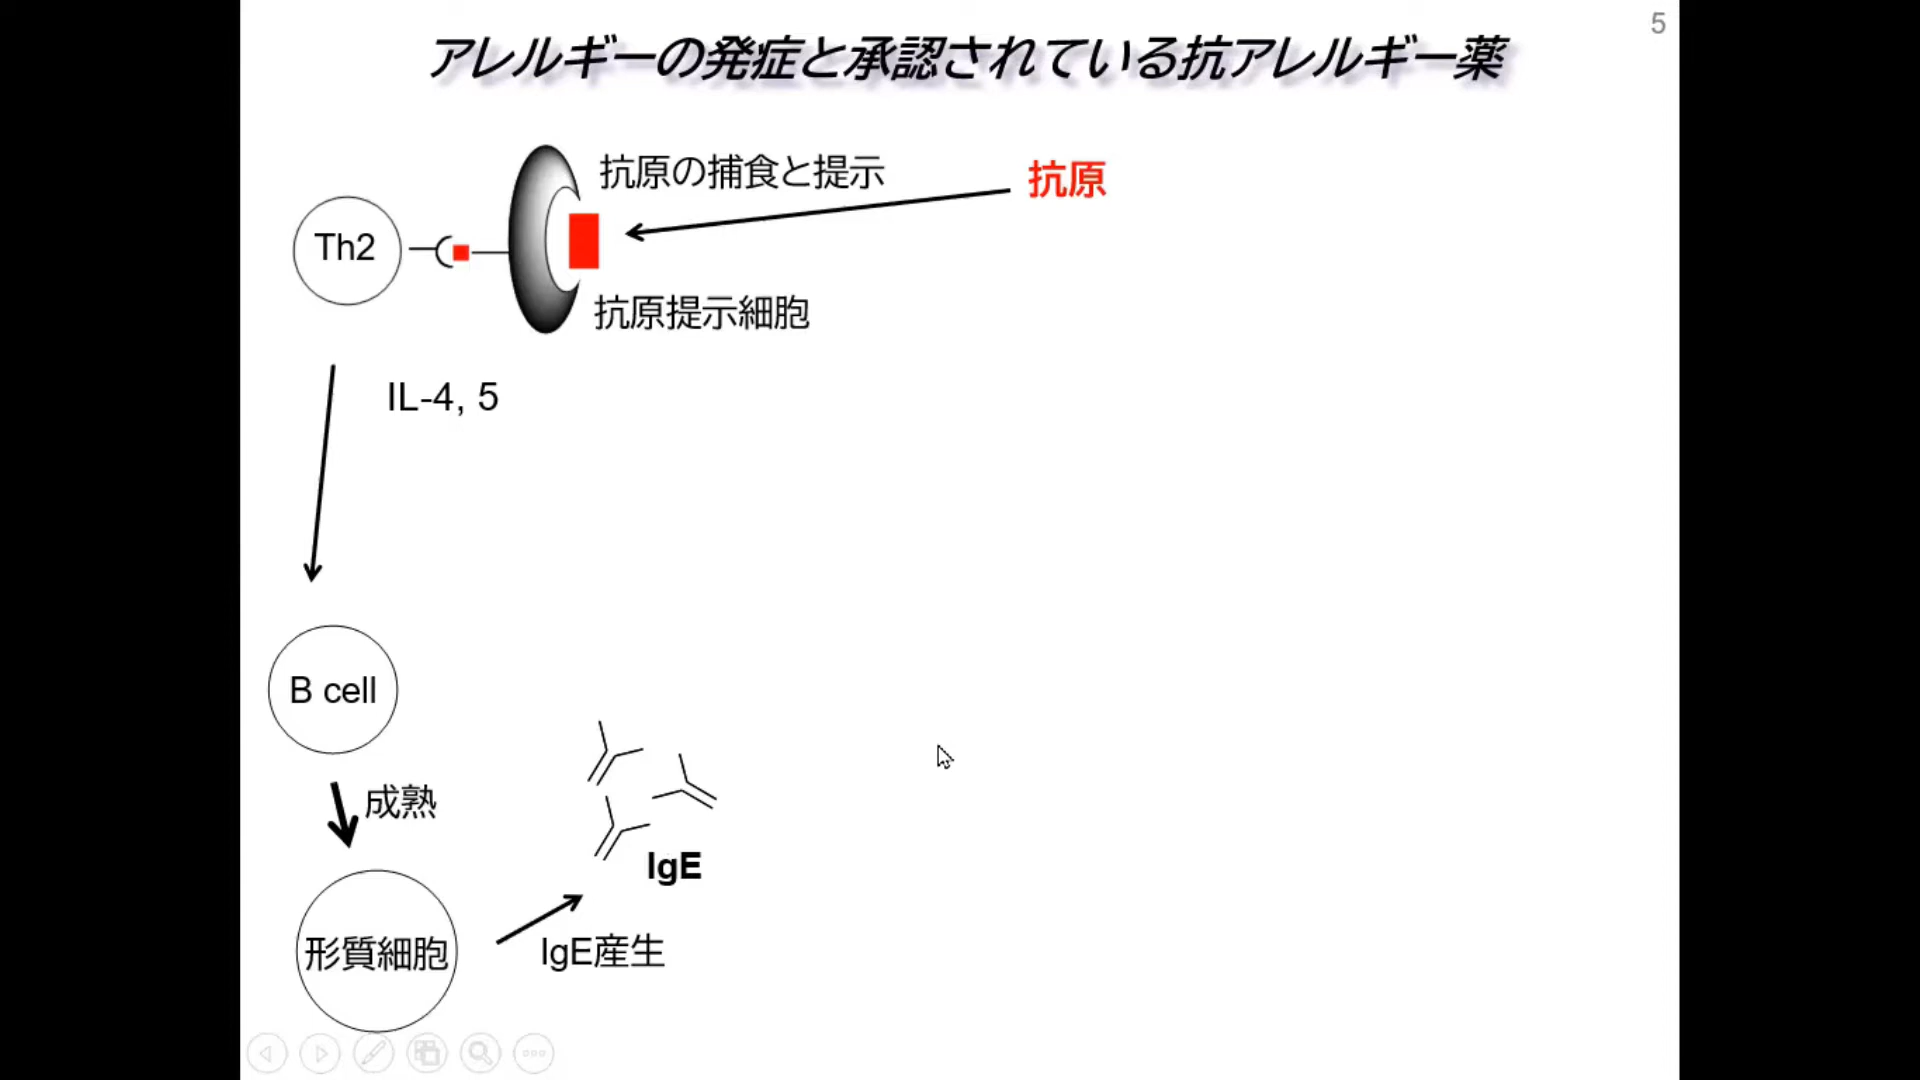 5
アレルギーの発症と承認されている抗アレルギー薬
抗原の捕食と提示
抗原
Th2
抗原提示細胞
IL-4, 5
B cell
成熟
IgE
形質細胞
IgE産生